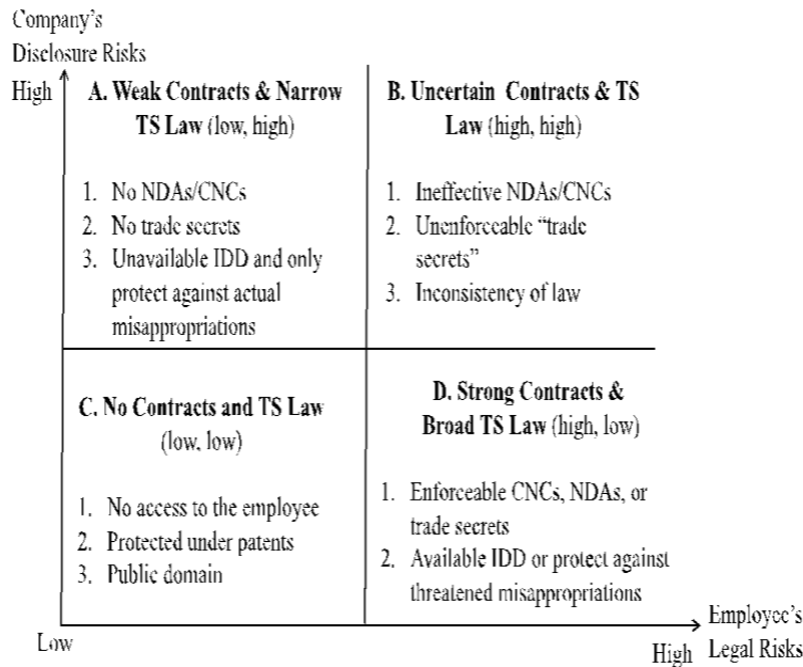 Company's
Disclosure Risks
High
A. Weak Contracts & Narrow
TS Law (low, high)
1. No NDAs/CNCs
2. No trade secrets
3. Unavailable IDD and only
protect against actual
misappropriations
B. Uncertain Contracts & TS
Law (high, high)
1. Ineffective NDAs/CNCs
2. Unenforceable "trade
secrets"
3. Inconsistency of law
C. No Contracts and TS Law
(low, low)
1. No access to the employee
2. Protected under patents
3. Public domain
D. Strong Contracts &
Broad TS Law (high, low)
1. Enforceable CNCs, NDAs, or
trade secrets
2. Available IDD or protect against
threatened misappropriations
Low
High
Employee's
Legal Risks